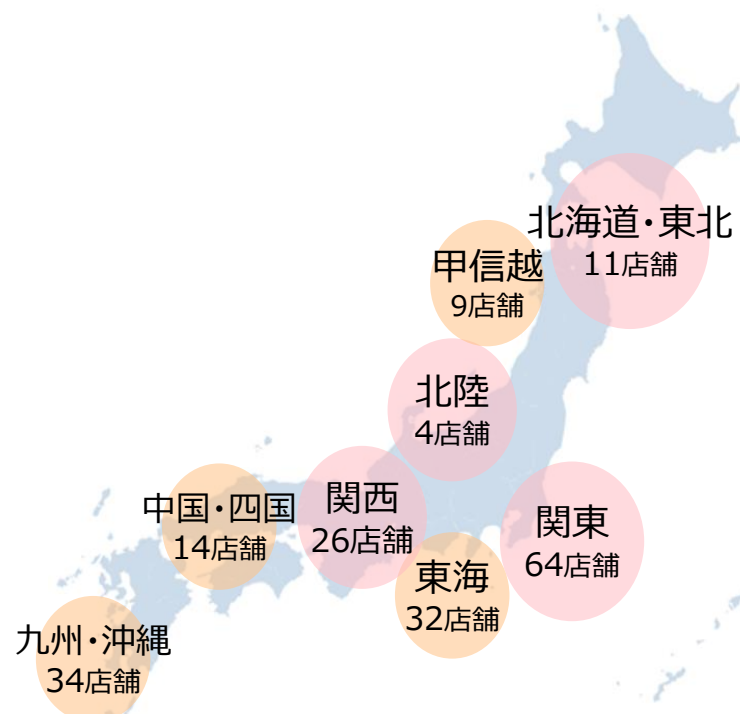 北海道・東北
11店舗
甲信越
9店舗
北陸
4店舗
関西
26店舗
中国・四国
14店舗
関東
64店舗
東海
32店舗
九州・沖縄
34店舗